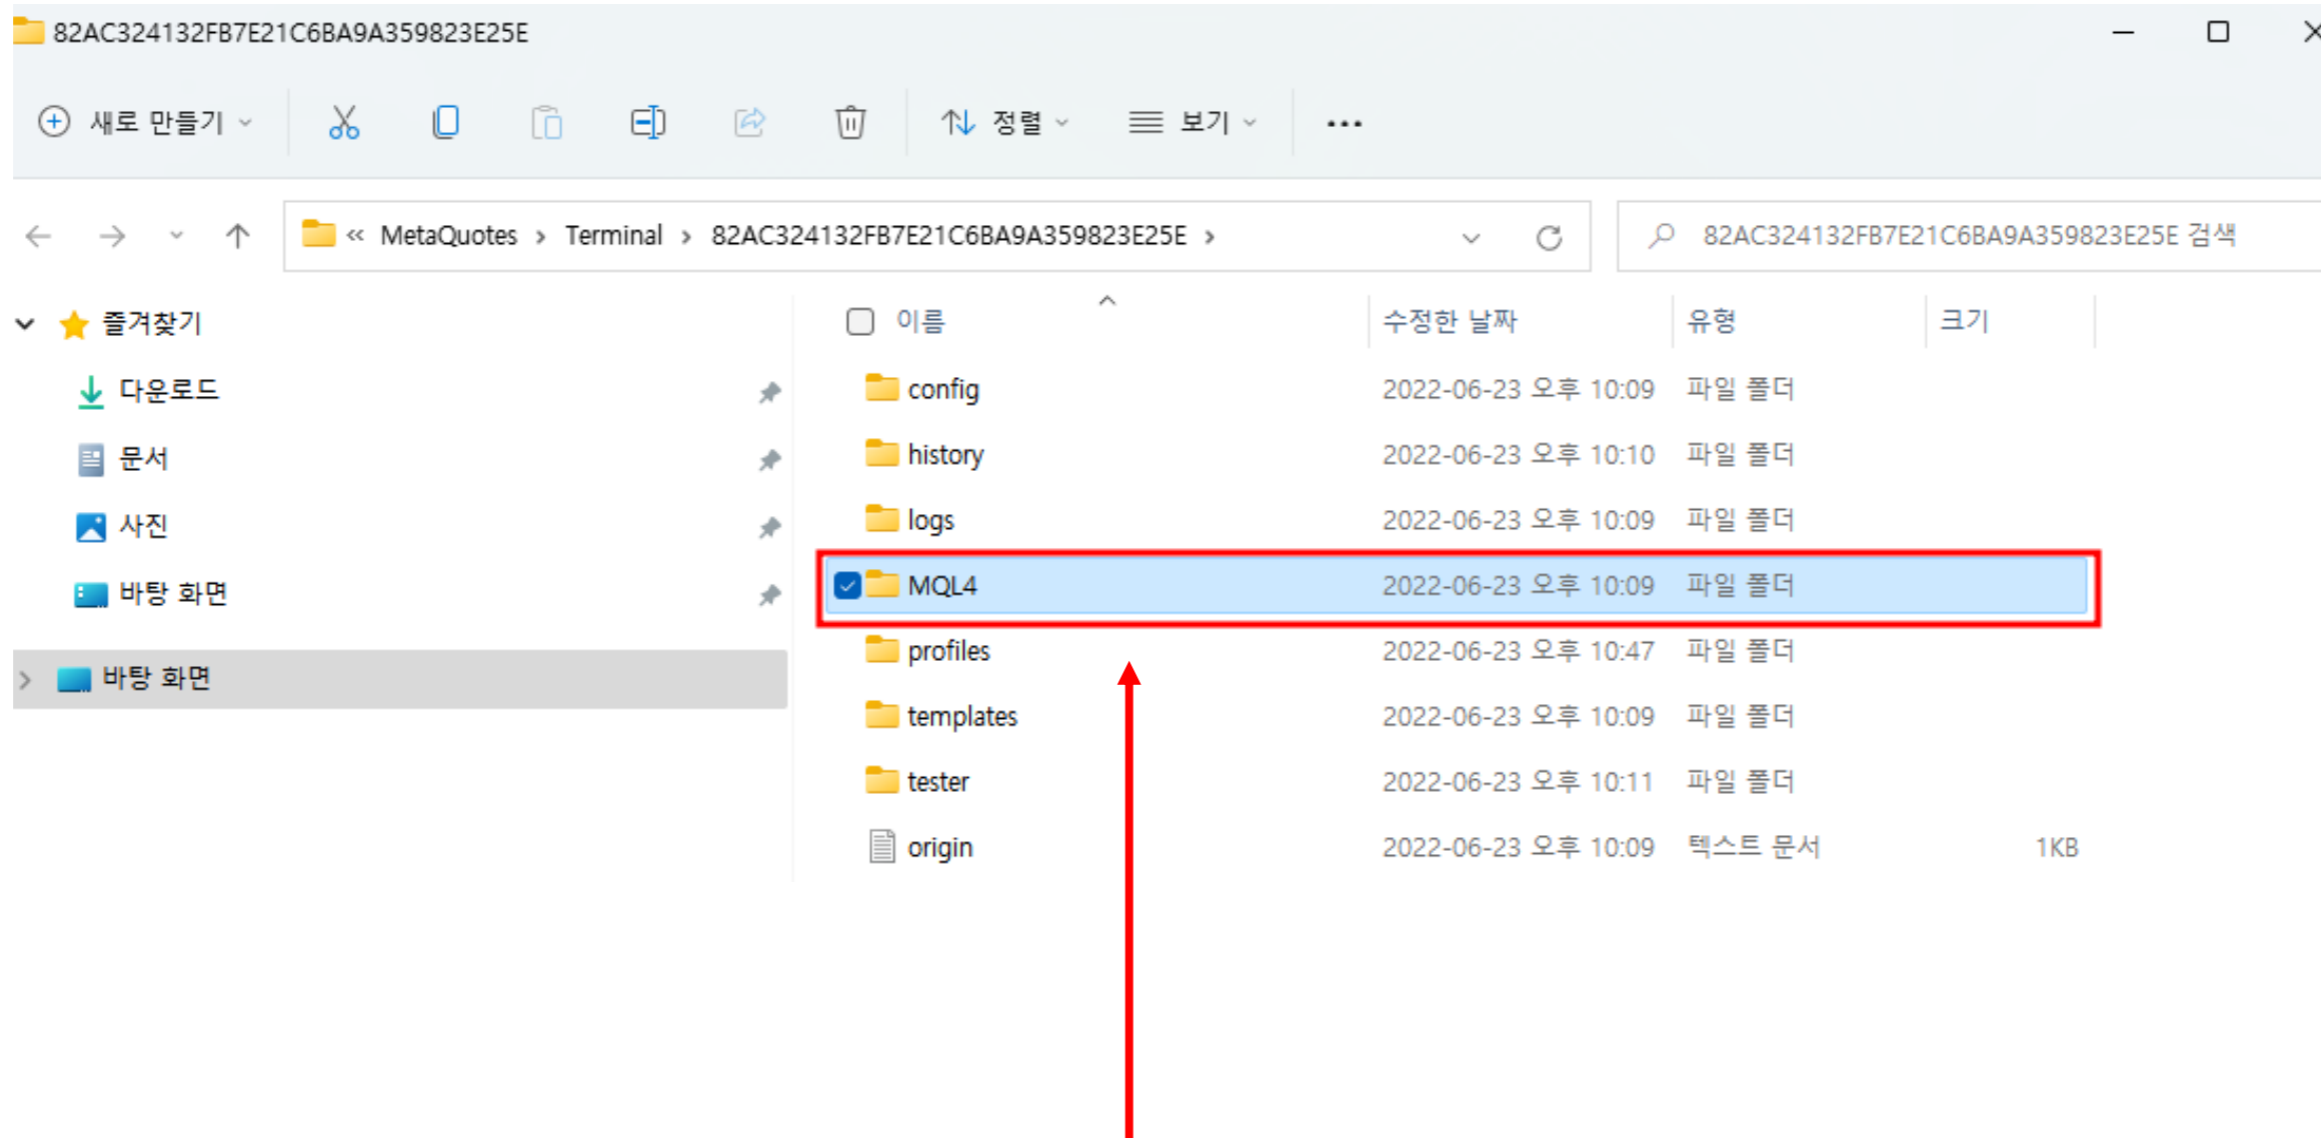 82AC324132FB7E21C6BA9A359823E25E
새로 만들기 정렬 보기
« MetaQuotes › Terminal › 82AC324132FB7E21C6BA9A359823E25E › 82AC324132FB7E21C6BA9A359823E25E 검색
즐겨찾기
다운로드
문서
사진
바탕 화면
바탕 화면
이름 수정한 날짜 유형 크기
config 2022-06-23 오후 10:09 파일 폴더
history 2022-06-23 오후 10:10 파일 폴더
logs 2022-06-23 오후 10:09 파일 폴더
MQL4 2022-06-23 오후 10:09 파일 폴더
profiles 2022-06-23 오후 10:47 파일 폴더
templates 2022-06-23 오후 10:09 파일 폴더
tester 2022-06-23 오후 10:11 파일 폴더
origin 2022-06-23 오후 10:09 텍스트 문서 1KB